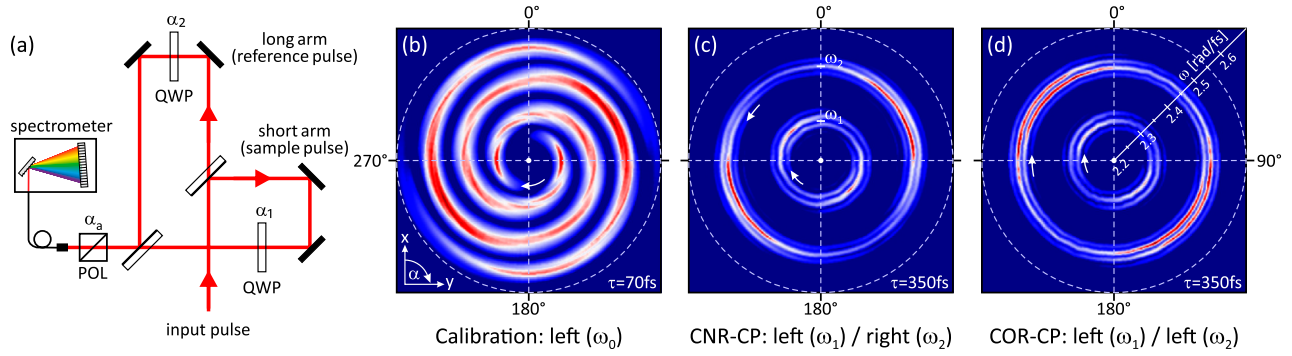 (a)
α2
long arm
(reference pulse)
QWP
spectrometer
short arm
(sample pulse)
αa
α1
POL
QWP
input pulse
0°
(b)
270°
x
α
y
τ=70fs
180°
Calibration: left (ω0)
0°
(c)
ω2
ω1
τ=350fs
180°
CNR-CP: left (ω1) / right (ω2)
0°
(d)
ω [rad/fs]
2.6
2.5
2.4
2.3
2.2
90°
τ=350fs
180°
COR-CP: left (ω1) / left (ω2)